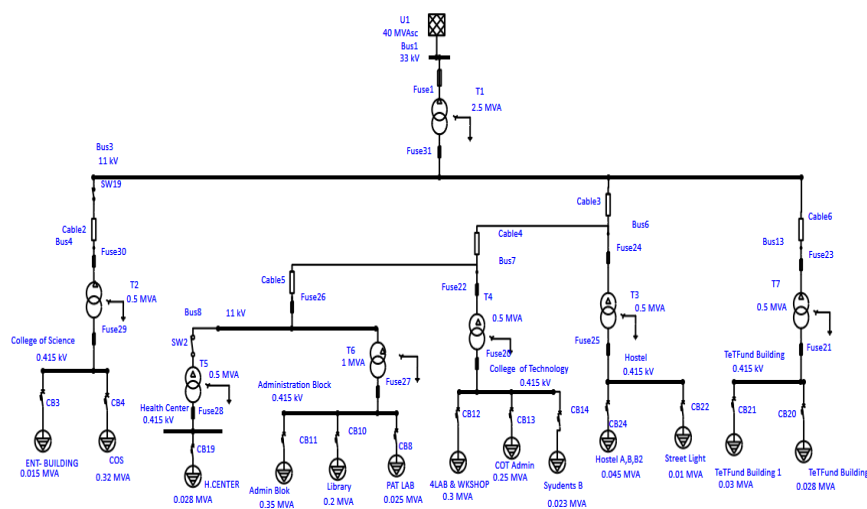 U1
40 MVAsc
Bus1
33 kV
Fuse1
T1
2.5 MVA
Fuse31
Bus3
11 kV
SW19
Cable3
Cable2
Bus4
Cable4
Bus6
Cable6
Fuse30
Bus7
Fuse24
Bus13
Fuse23
Cable5
Fuse26
Fuse22
T2
0.5 MVA
T4
0.5 MVA
T3
0.5 MVA
T7
0.5 MVA
Bus8
11 kV
Fuse29
SW2
T5
0.5 MVA
T6
1 MVA
Fuse20
Fuse25
Fuse21
College of Science
0.415 kV
Hostel
0.415 kV
TeTFund Building
0.415 kV
College of Technology
0.415 kV
Administration Block
0.415 kV
Fuse27
Health Center
0.415 kV
Fuse28
CB3
CB4
CB19
CB11
CB10
CB8
CB12
CB13
CB14
CB24
CB22
CB21
CB20
ENT- BUILDING
0.015 MVA
COS
0.32 MVA
H.CENTER
0.028 MVA
Admin Blok
0.35 MVA
Library
0.2 MVA
PAT LAB
0.025 MVA
4LAB & WKSHOP
0.3 MVA
COT Admin
0.25 MVA
Syudents B
0.023 MVA
Hostel A,B,B2
0.045 MVA
Street Light
0.01 MVA
TeTFund Building 1
0.03 MVA
TeTFund Building
0.028 MVA